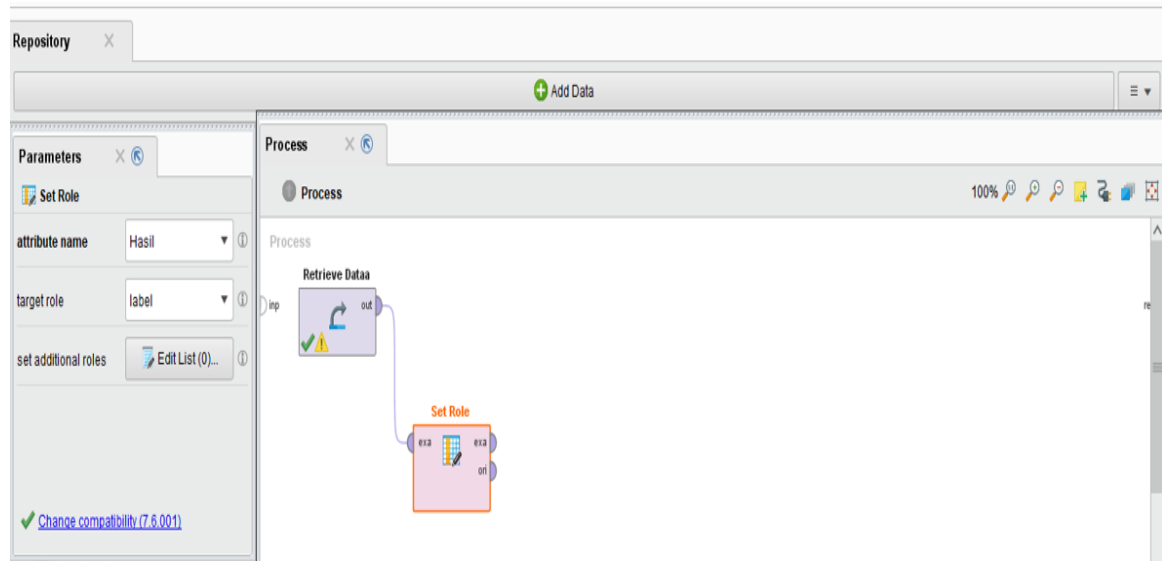 Repository
Add Data
Parameters
Set Role
attribute name Hasil
target role label
set additional roles Edit List (0)...
Change compatibility (7.6.001)
Process
Process
100%
Process
Retrieve Dataa
inp
out
re
Set Role
exa exa
ori